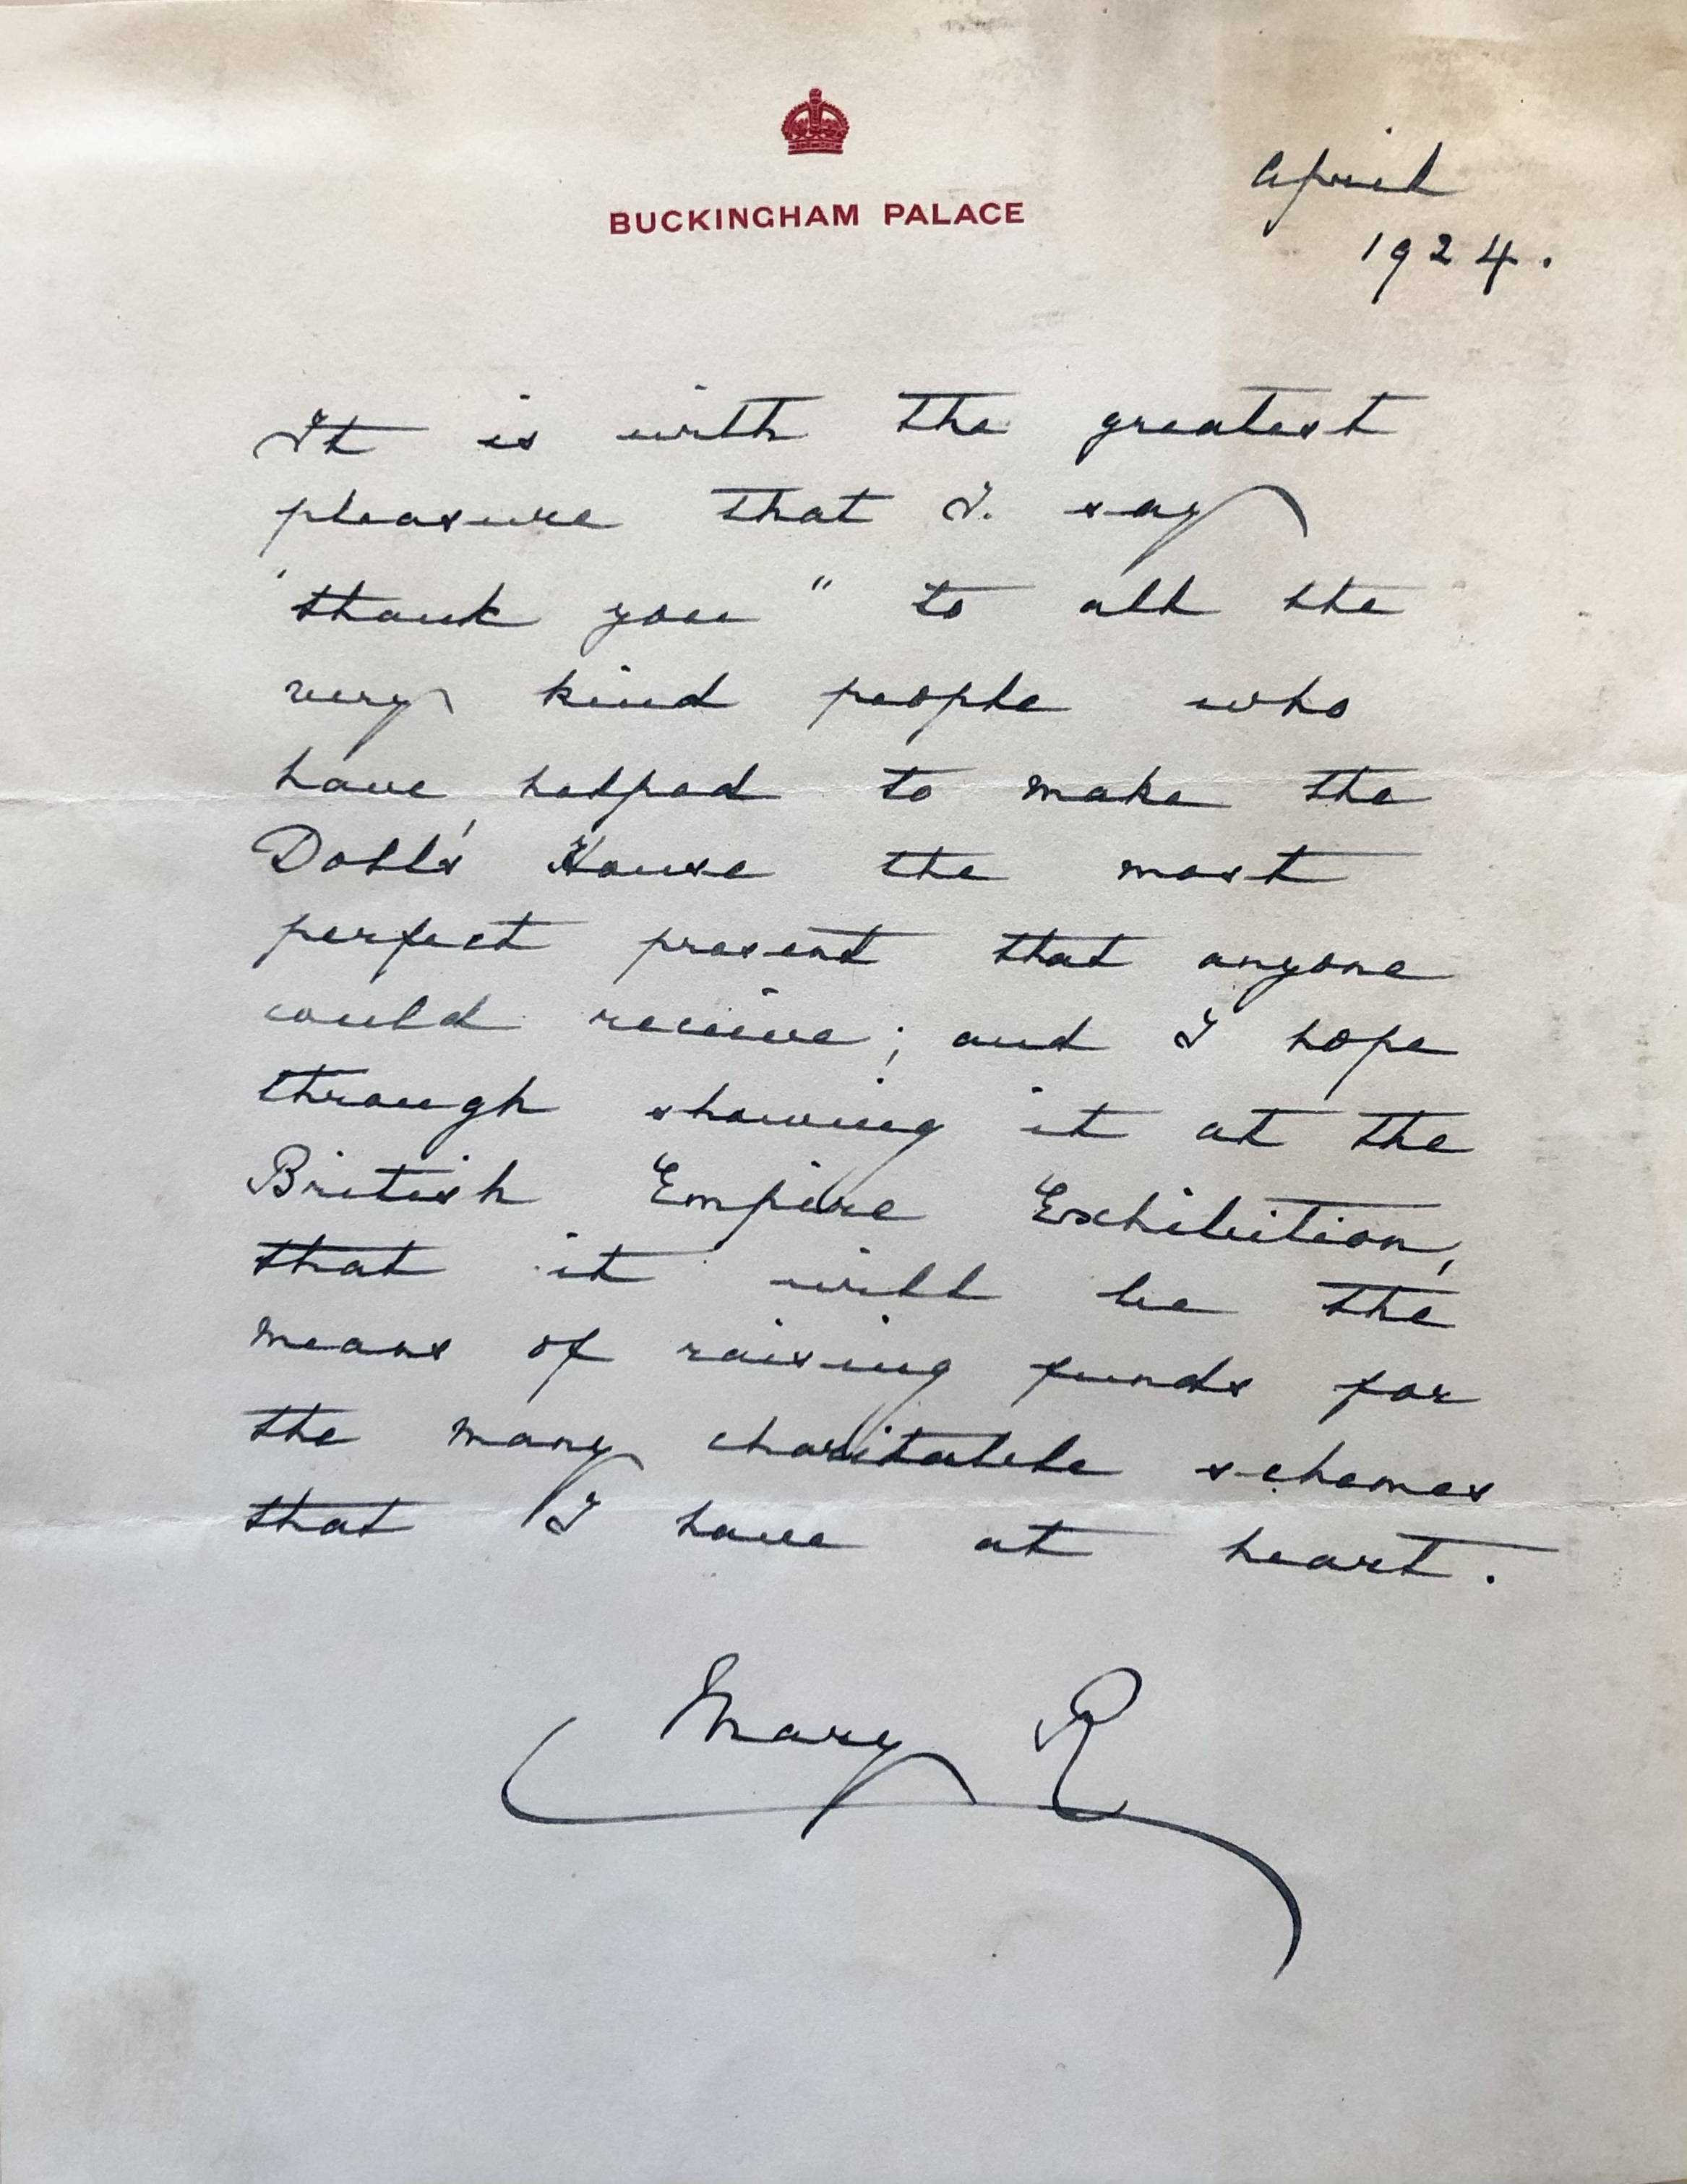 BUCKINGHAM PALACE
April
1924.
It is with the greatest
pleasure that I say
"thank you" to all the
very kind people who
have helped to make the
Doll's House the most
perfect present that anyone
could receive; and I hope
through showing it at the
British Empire Exhibition,
that it will be the
means of raising funds for
the many charitable schemes
that I have at heart.
Mary R